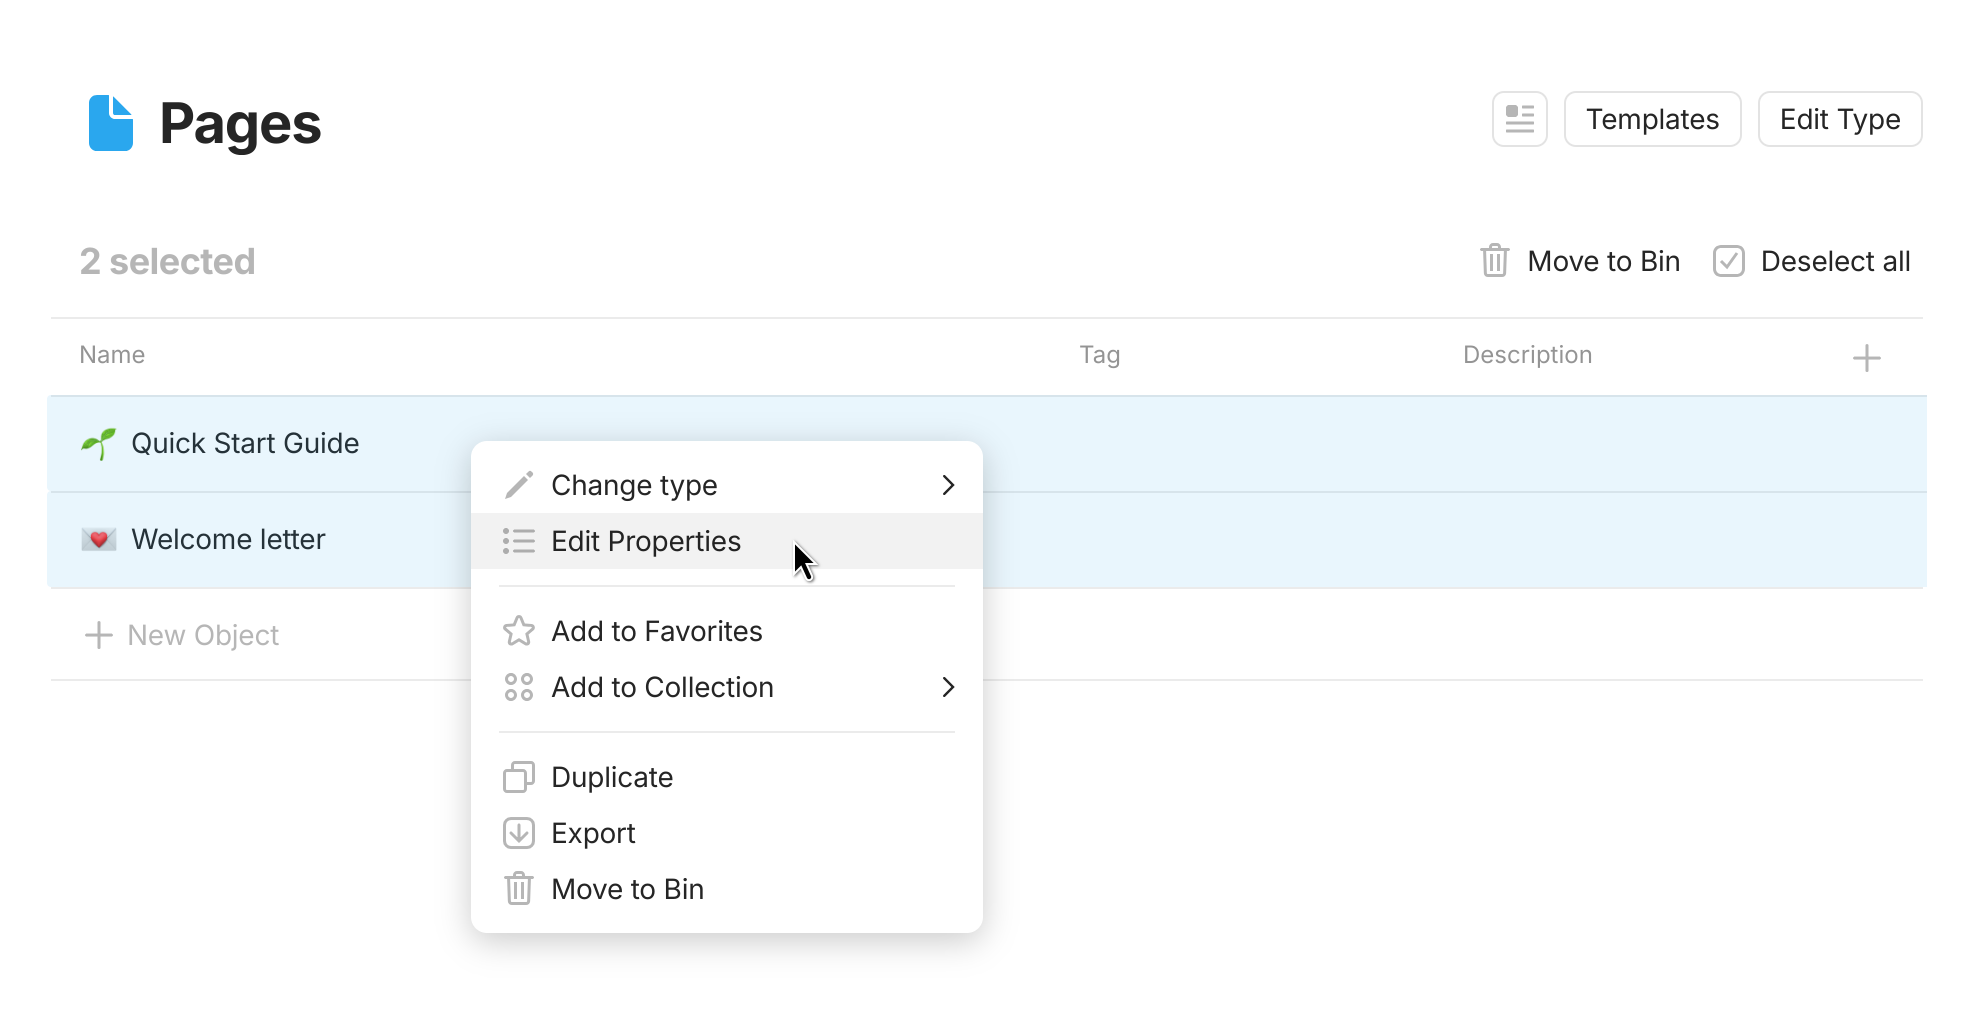 Pages
Templates
Edit Type
2 selected
Move to Bin
Deselect all
Name
Tag
Description
Quick Start Guide
Welcome letter
New Object
Change type
Edit Properties
Add to Favorites
Add to Collection
Duplicate
Export
Move to Bin